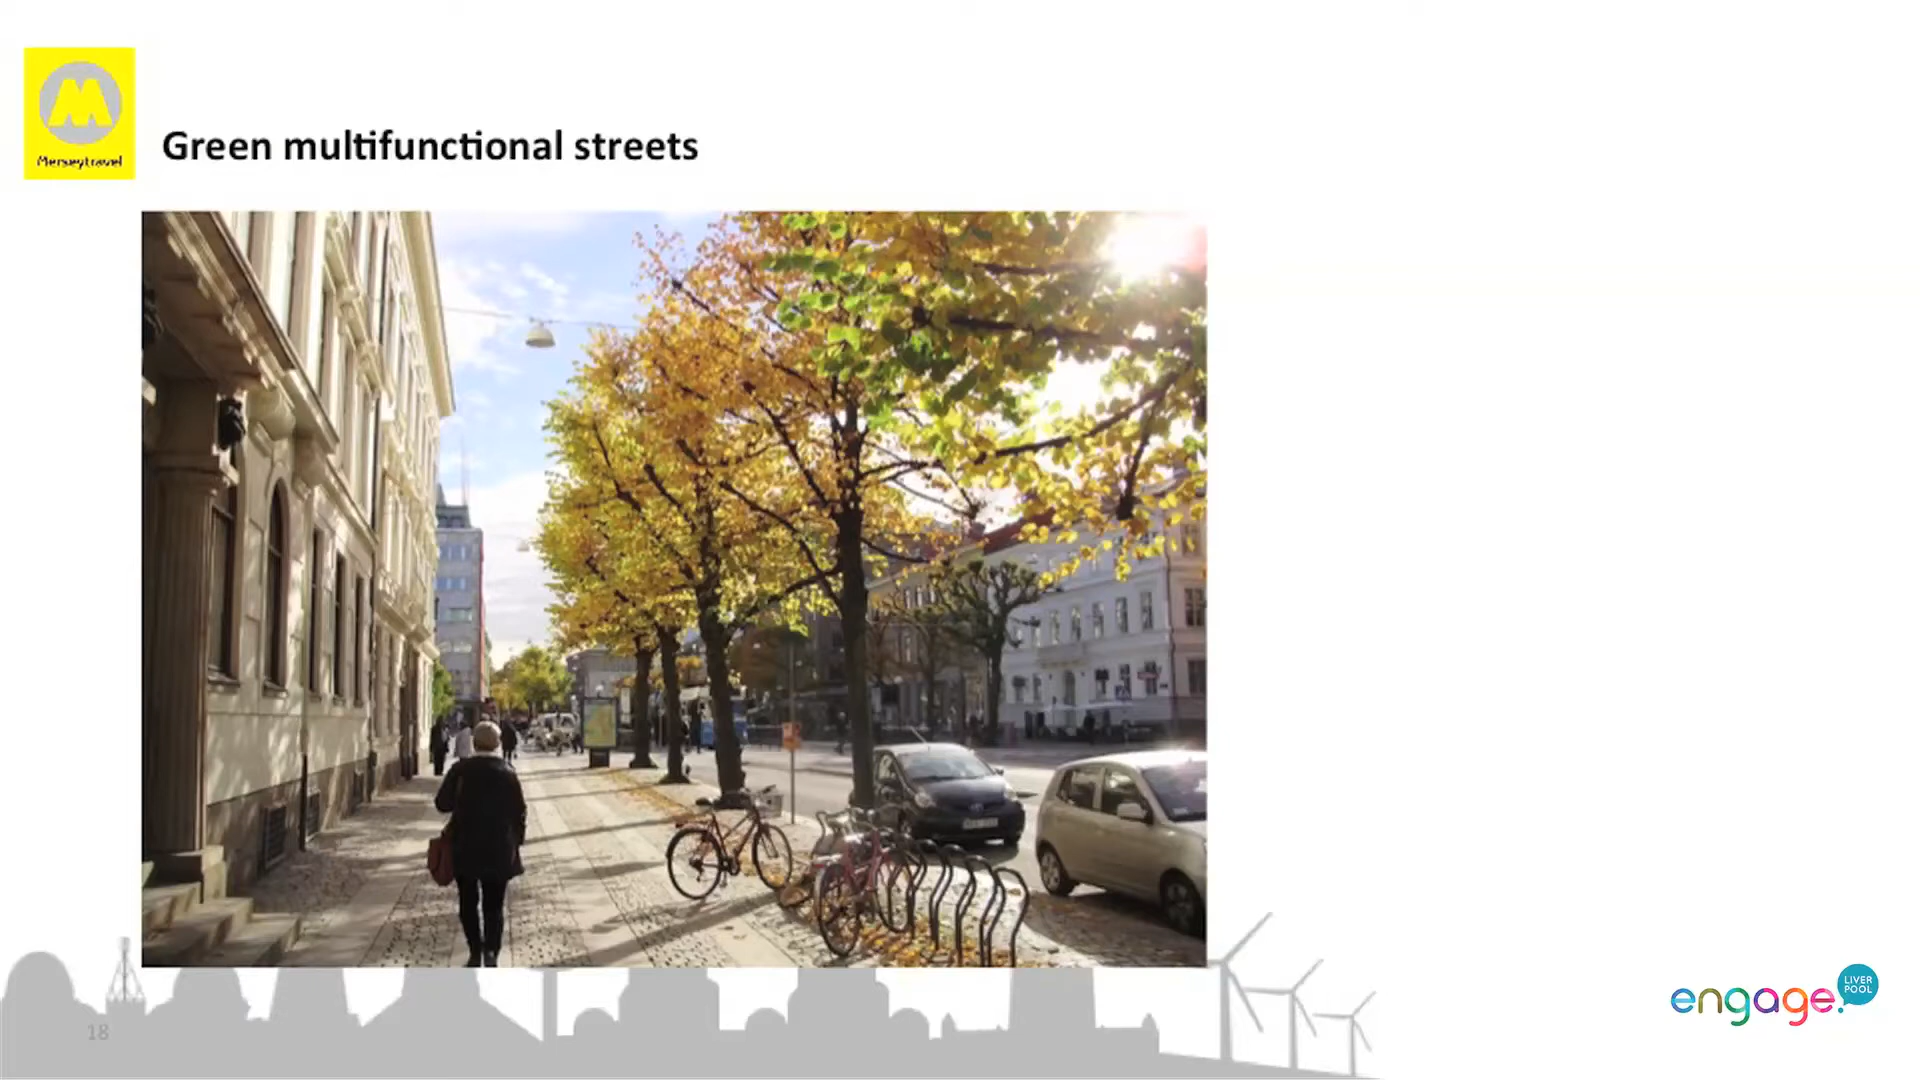 Merseytravel
Green multifunctional streets
18
engage.
LIVER
POOL